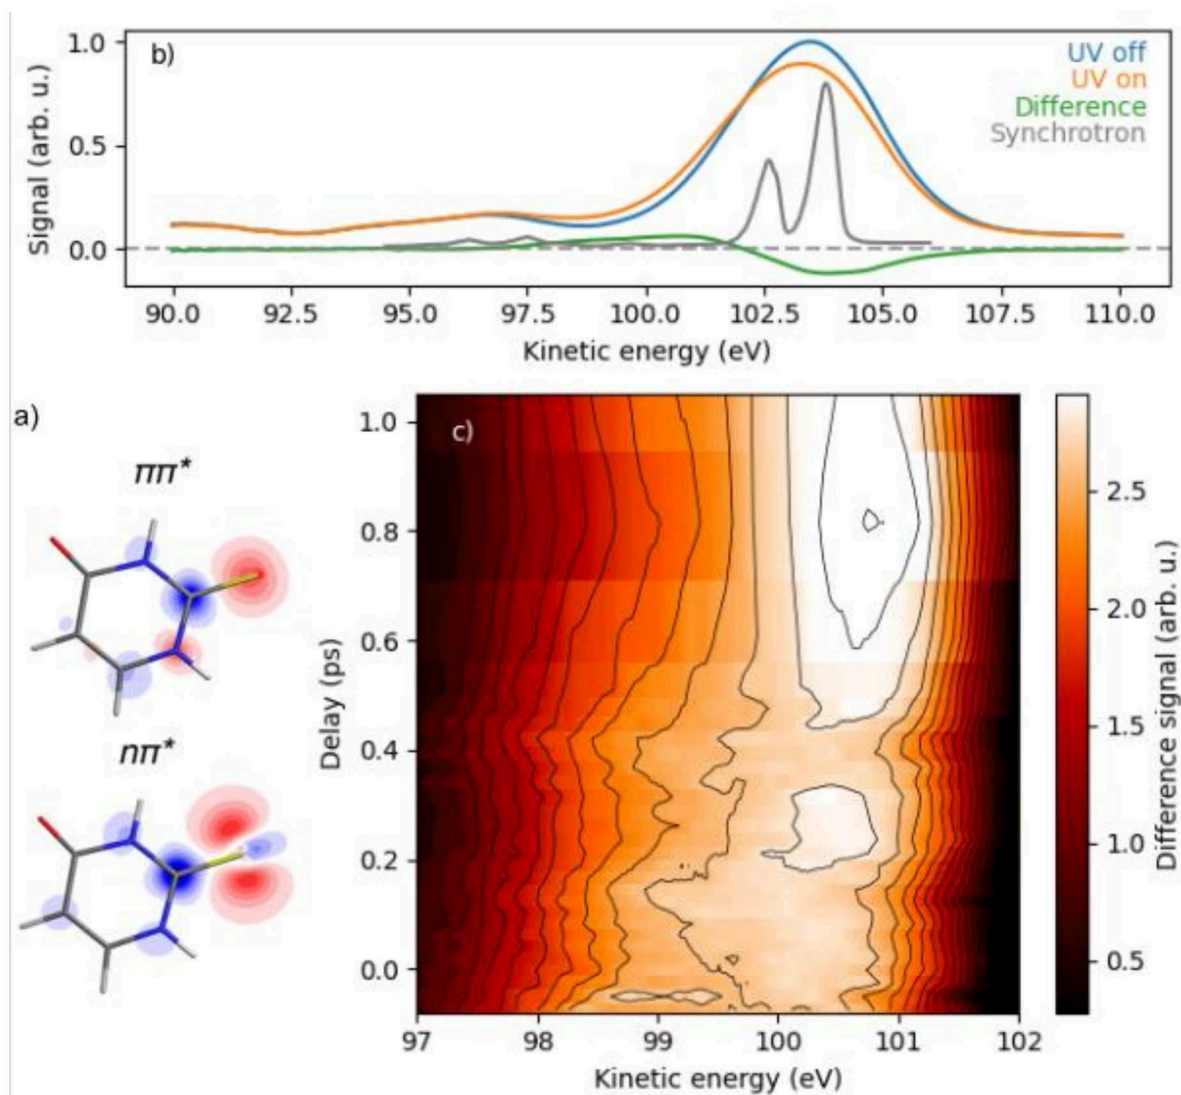 b)
Signal (arb. u.)
1.0
0.5
0.0
UV off
UV on
Difference
Synchrotron
90.0 92.5 95.0 97.5 100.0 102.5 105.0 107.5 110.0
Kinetic energy (eV)
a)
ππ*
nπ*
c)
Delay (ps)
1.0
0.8
0.6
0.4
0.2
0.0
97 98 99 100 101 102
Kinetic energy (eV)
2.5
2.0
1.5
1.0
0.5
Difference signal (arb. u.)